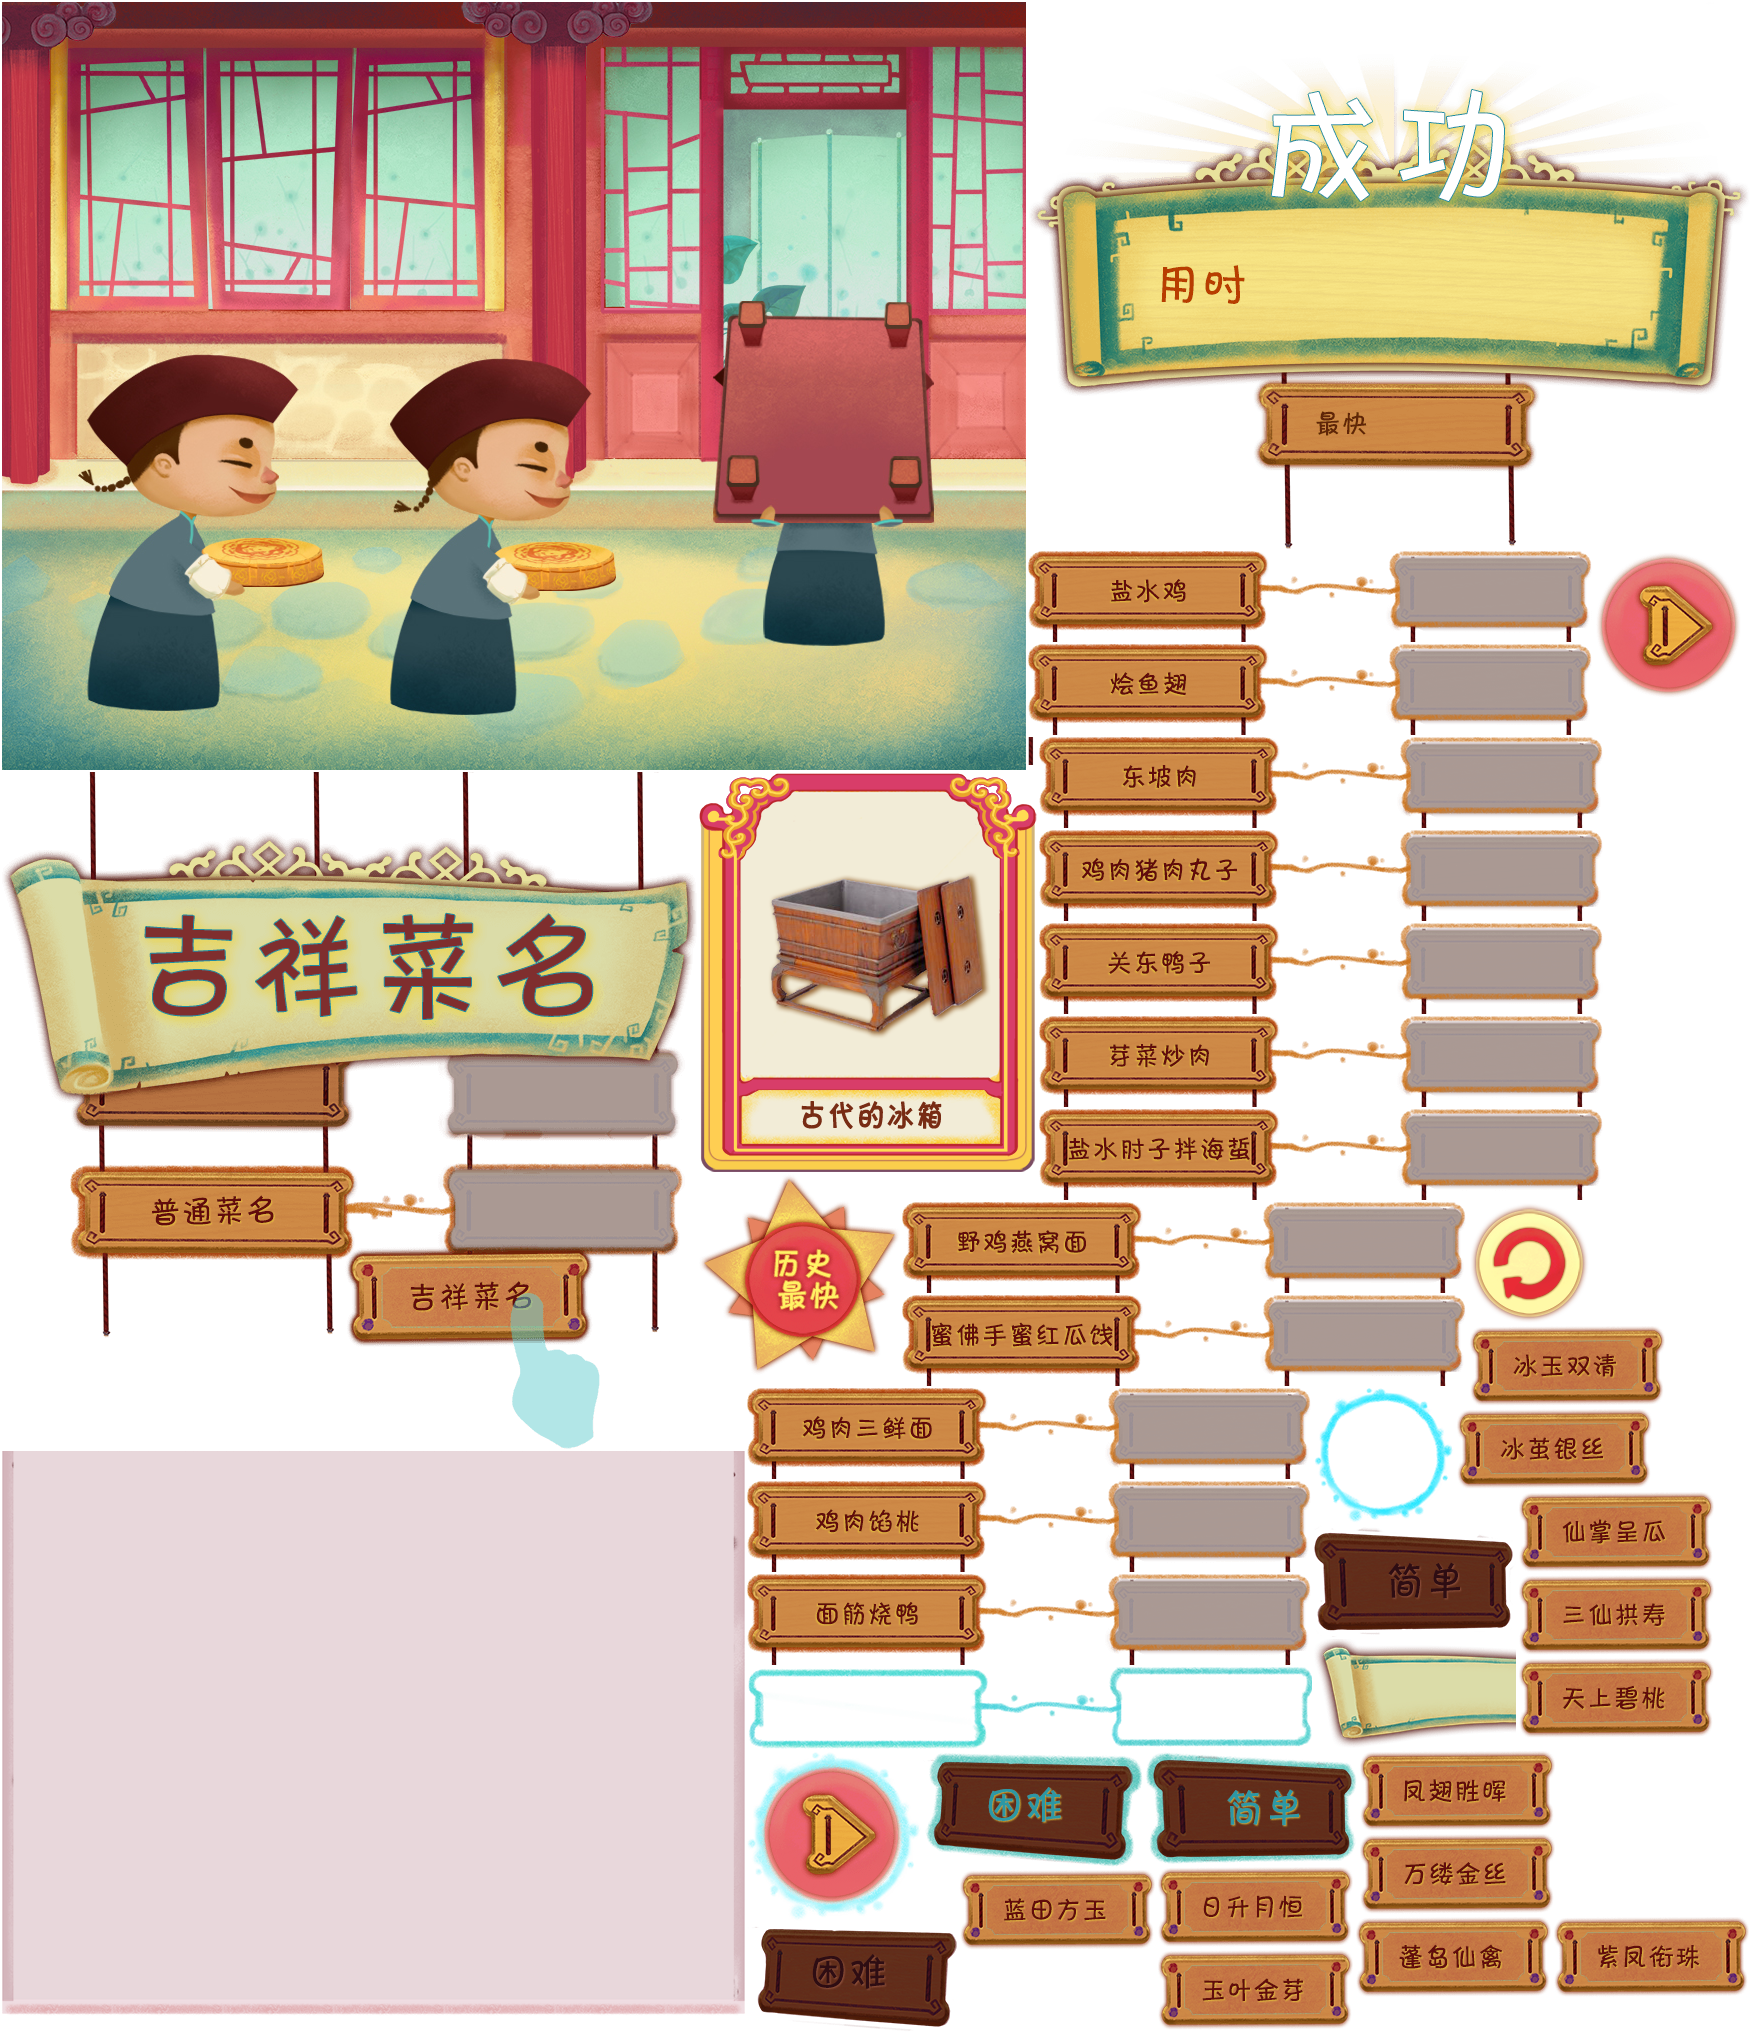 成功
用时
最快
盐水鸡
烩鱼翅
东坡肉
鸡肉猪肉丸子
关东鸭子
芽菜炒肉
盐水肘子拌海蜇
吉祥菜名
普通菜名
吉祥菜名
古代的冰箱
历史
最快
野鸡燕窝面
蜜佛手蜜红瓜饯
鸡肉三鲜面
鸡肉馅桃
面筋烧鸭
冰玉双清
冰茧银丝
仙掌呈瓜
简单
三仙拱寿
天上碧桃
困难
简单
凤翅胜晖
万缕金丝
蓝田方玉
日升月恒
蓬岛仙禽
紫凤衔珠
困难
玉叶金芽